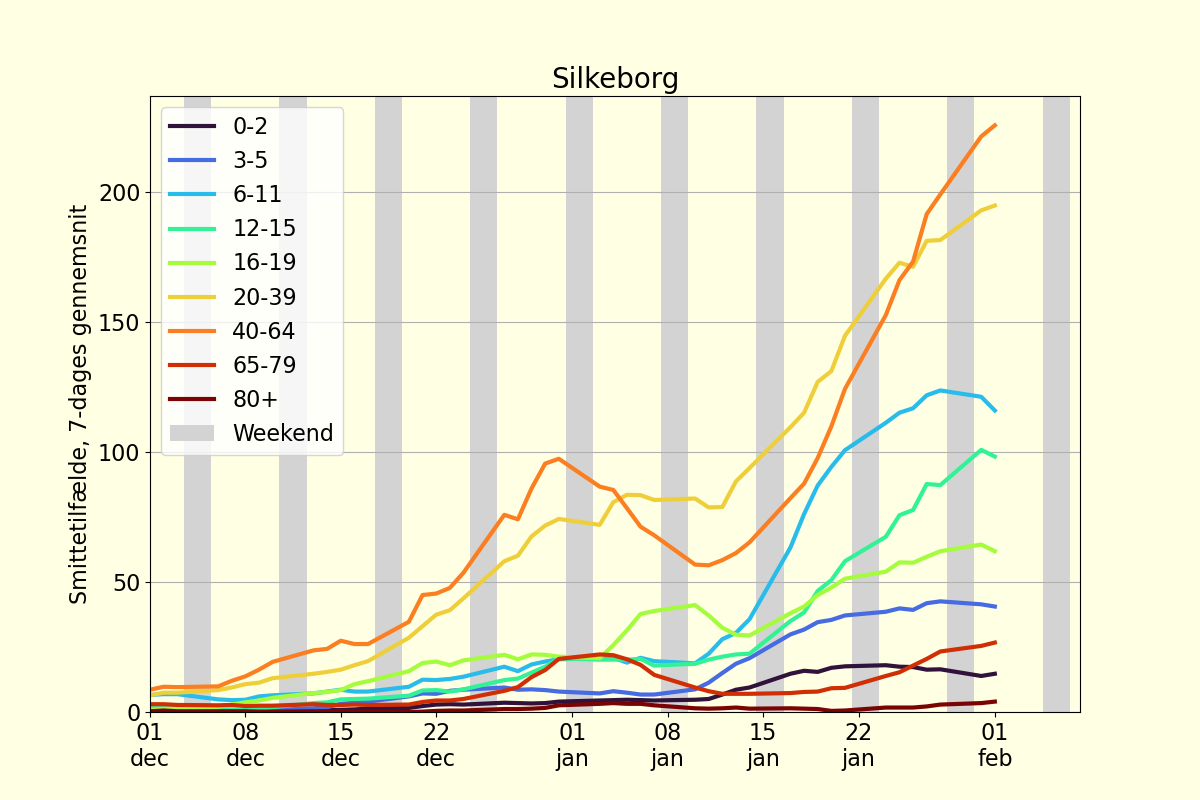 Silkeborg
Smittetilfælde, 7-dages gennemsnit
200
150
100
50
0
0-2
3-5
6-11
12-15
16-19
20-39
40-64
65-79
80+
Weekend
01 08 15 22 01 08 15 22 01
dec dec dec dec jan jan jan jan feb